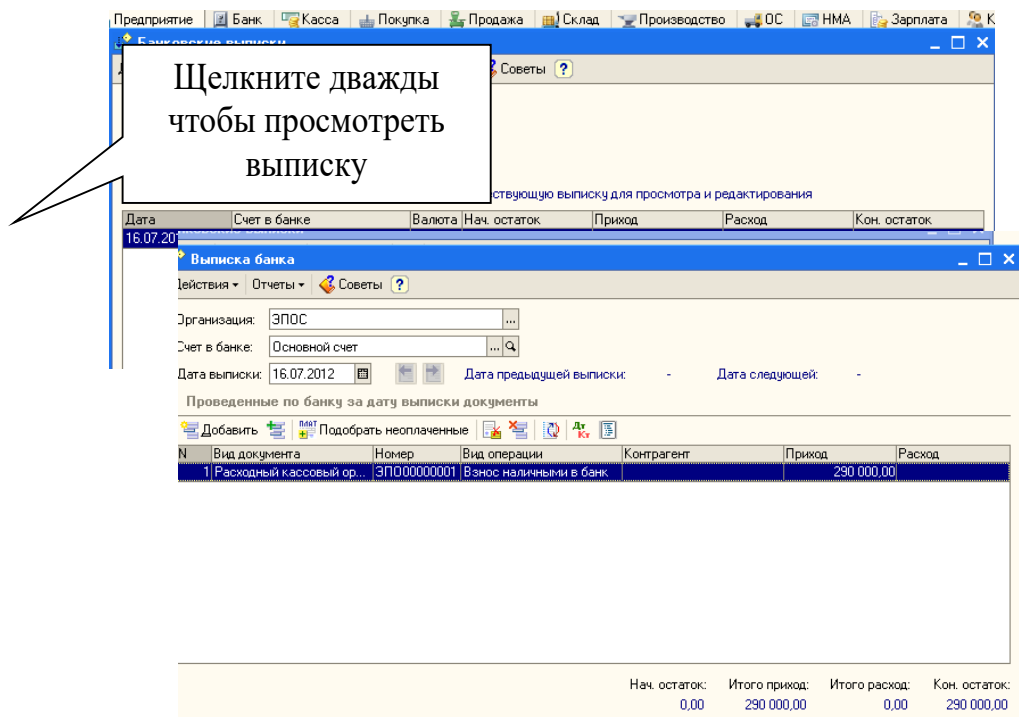 Предприятие Банк Касса Покупка Продажа Склад Производство ОС НМА Зарплата К
Банковские выписки
Щелкните дважды
чтобы просмотреть
выписку
Советы ?
выписку для просмотра и редактирования
Дата Счет в банке Валюта Нач. остаток Приход Расход Кон. остаток
16.07.20
Выписка банка
Действия Отчеты Советы ?
Организация: ЭПОС ...
Счет в банке: Основной счет ...
Дата выписки: 16.07.2012 Дата предыдущей выписки: - Дата следующей: -
Проведенные по банку за дату выписки документы
Добавить Подобрать неоплаченные
N Вид документа Номер Вид операции Контрагент Приход Расход
1 Расходный кассовый ор... ЭПО00000001 Взнос наличными в банк 290 000,00
Нач. остаток: Итого приход: Итого расход: Кон. остаток:
0,00 290 000,00 0,00 290 000,00